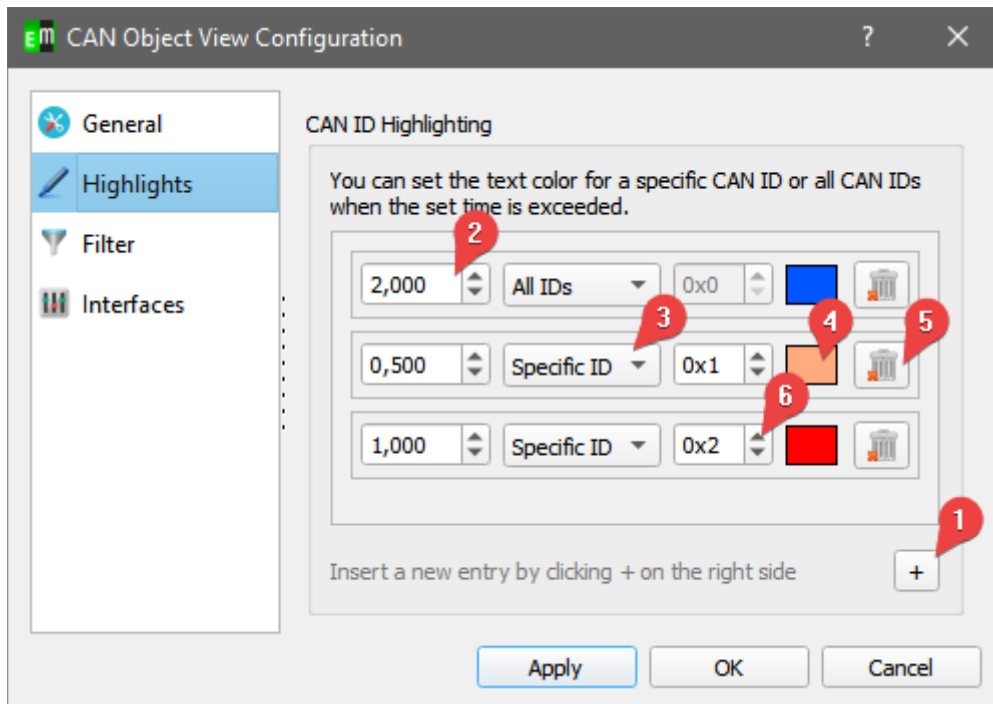 Em CAN Object View Configuration ? ×
General
Highlights
Filter
Interfaces
CAN ID Highlighting
You can set the text color for a specific CAN ID or all CAN IDs
when the set time is exceeded.
2
2,000 All IDs 0x0
3 4 5
0,500 Specific ID 0x1
6
1,000 Specific ID 0x2
1
Insert a new entry by clicking + on the right side +
Apply OK Cancel